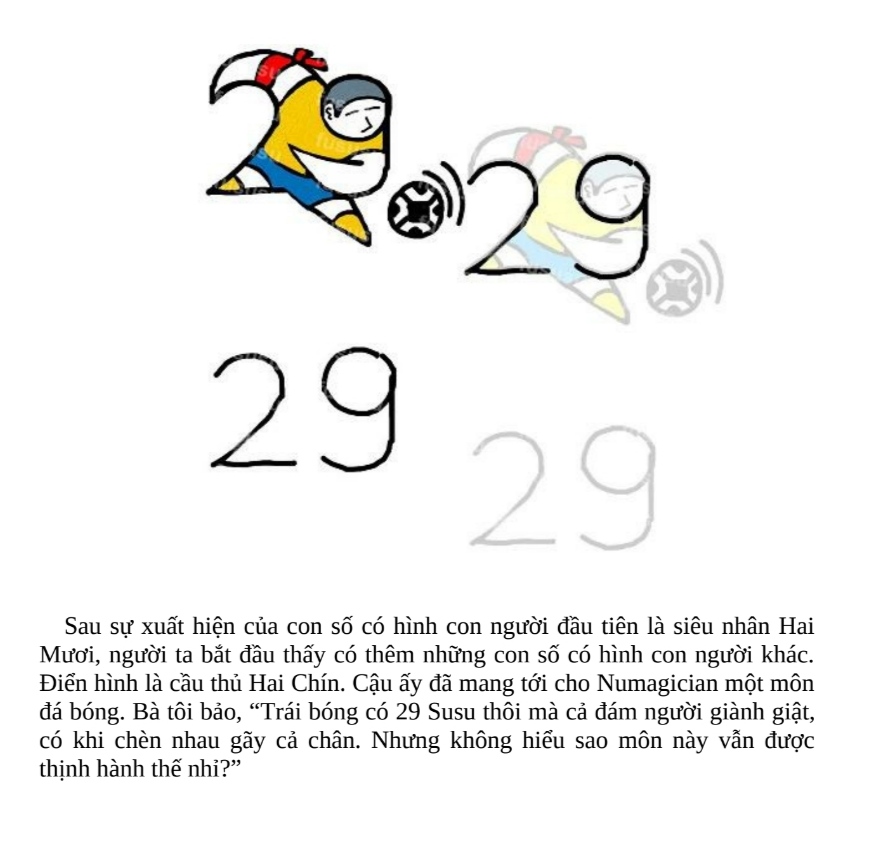 29
29
29
Sau sự xuất hiện của con số có hình con người đầu tiên là siêu nhân Hai
Mươi, người ta bắt đầu thấy có thêm những con số có hình con người khác.
Điển hình là cầu thủ Hai Chín. Cậu ấy đã mang tới cho Numagician một môn
đá bóng. Bà tôi bảo, “Trái bóng có 29 Susu thôi mà cả đám người giành giật,
có khi chèn nhau gãy cả chân. Nhưng không hiểu sao môn này vẫn được
thịnh hành thế nhỉ?”